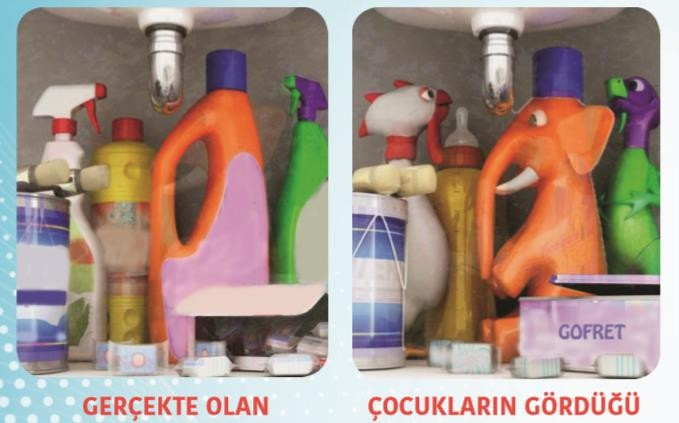 GOFRET
GERÇEKTE OLAN
ÇOCUKLARIN GÖRDÜĞÜ